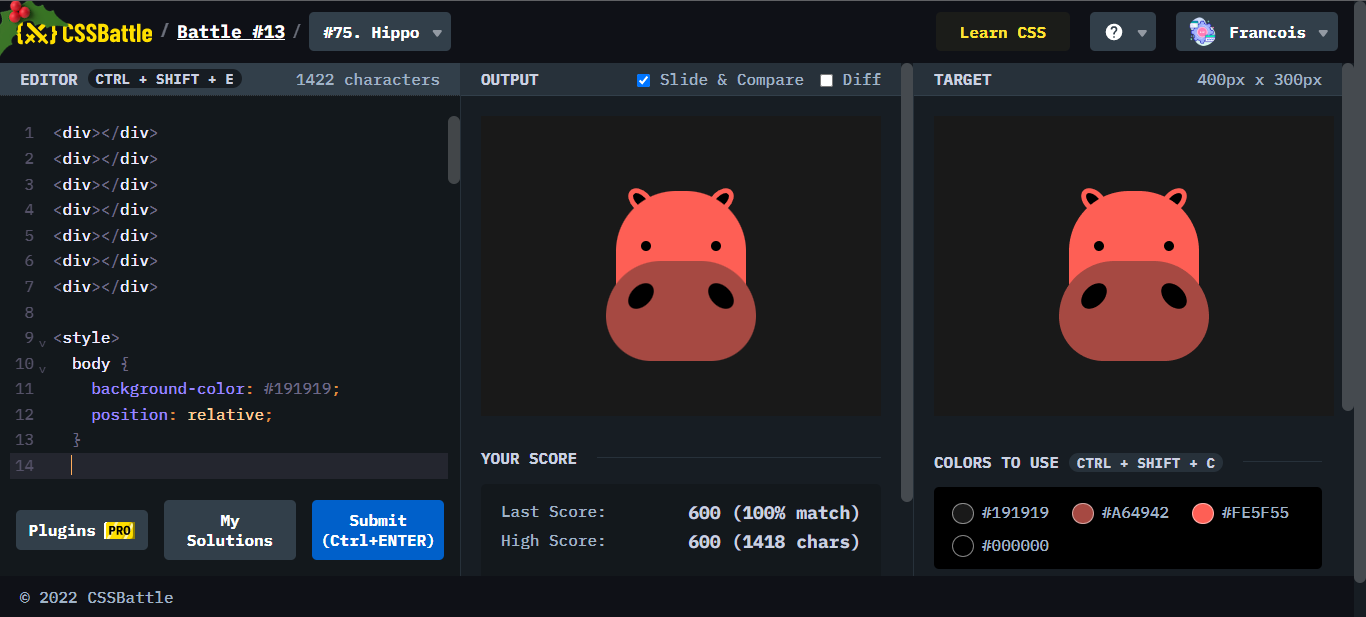 {X} CSSBattle / Battle #13 / #75. Hippo ▼ Learn CSS ? ▼ Francois ▼
EDITOR CTRL + SHIFT + E 1422 characters
OUTPUT Slide & Compare Diff
TARGET 400px x 300px
1 <div></div>
2 <div></div>
3 <div></div>
4 <div></div>
5 <div></div>
6 <div></div>
7 <div></div>
8
9 <style>
10 body {
11 background-color: #191919;
12 position: relative;
13 }
14
Plugins PRO
My
Solutions
Submit
(Ctrl+ENTER)
YOUR SCORE
Last Score: 600 (100% match)
High Score: 600 (1418 chars)
COLORS TO USE CTRL + SHIFT + C
#191919 #A64942 #FE5F55
#000000
© 2022 CSSBattle